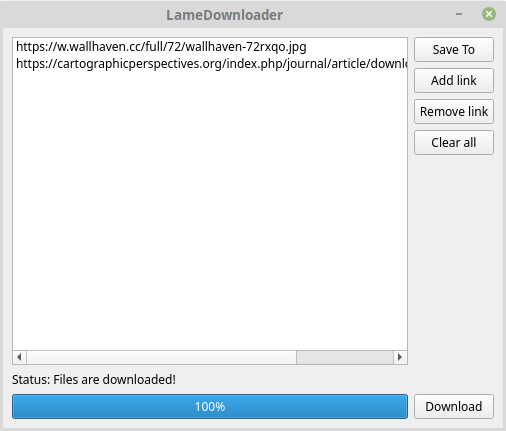 LameDownloader
https://w.wallhaven.cc/full/72/wallhaven-72rxqo.jpg
https://cartographicperspectives.org/index.php/journal/article/downl
Save To
Add link
Remove link
Clear all
Status: Files are downloaded!
100%
Download